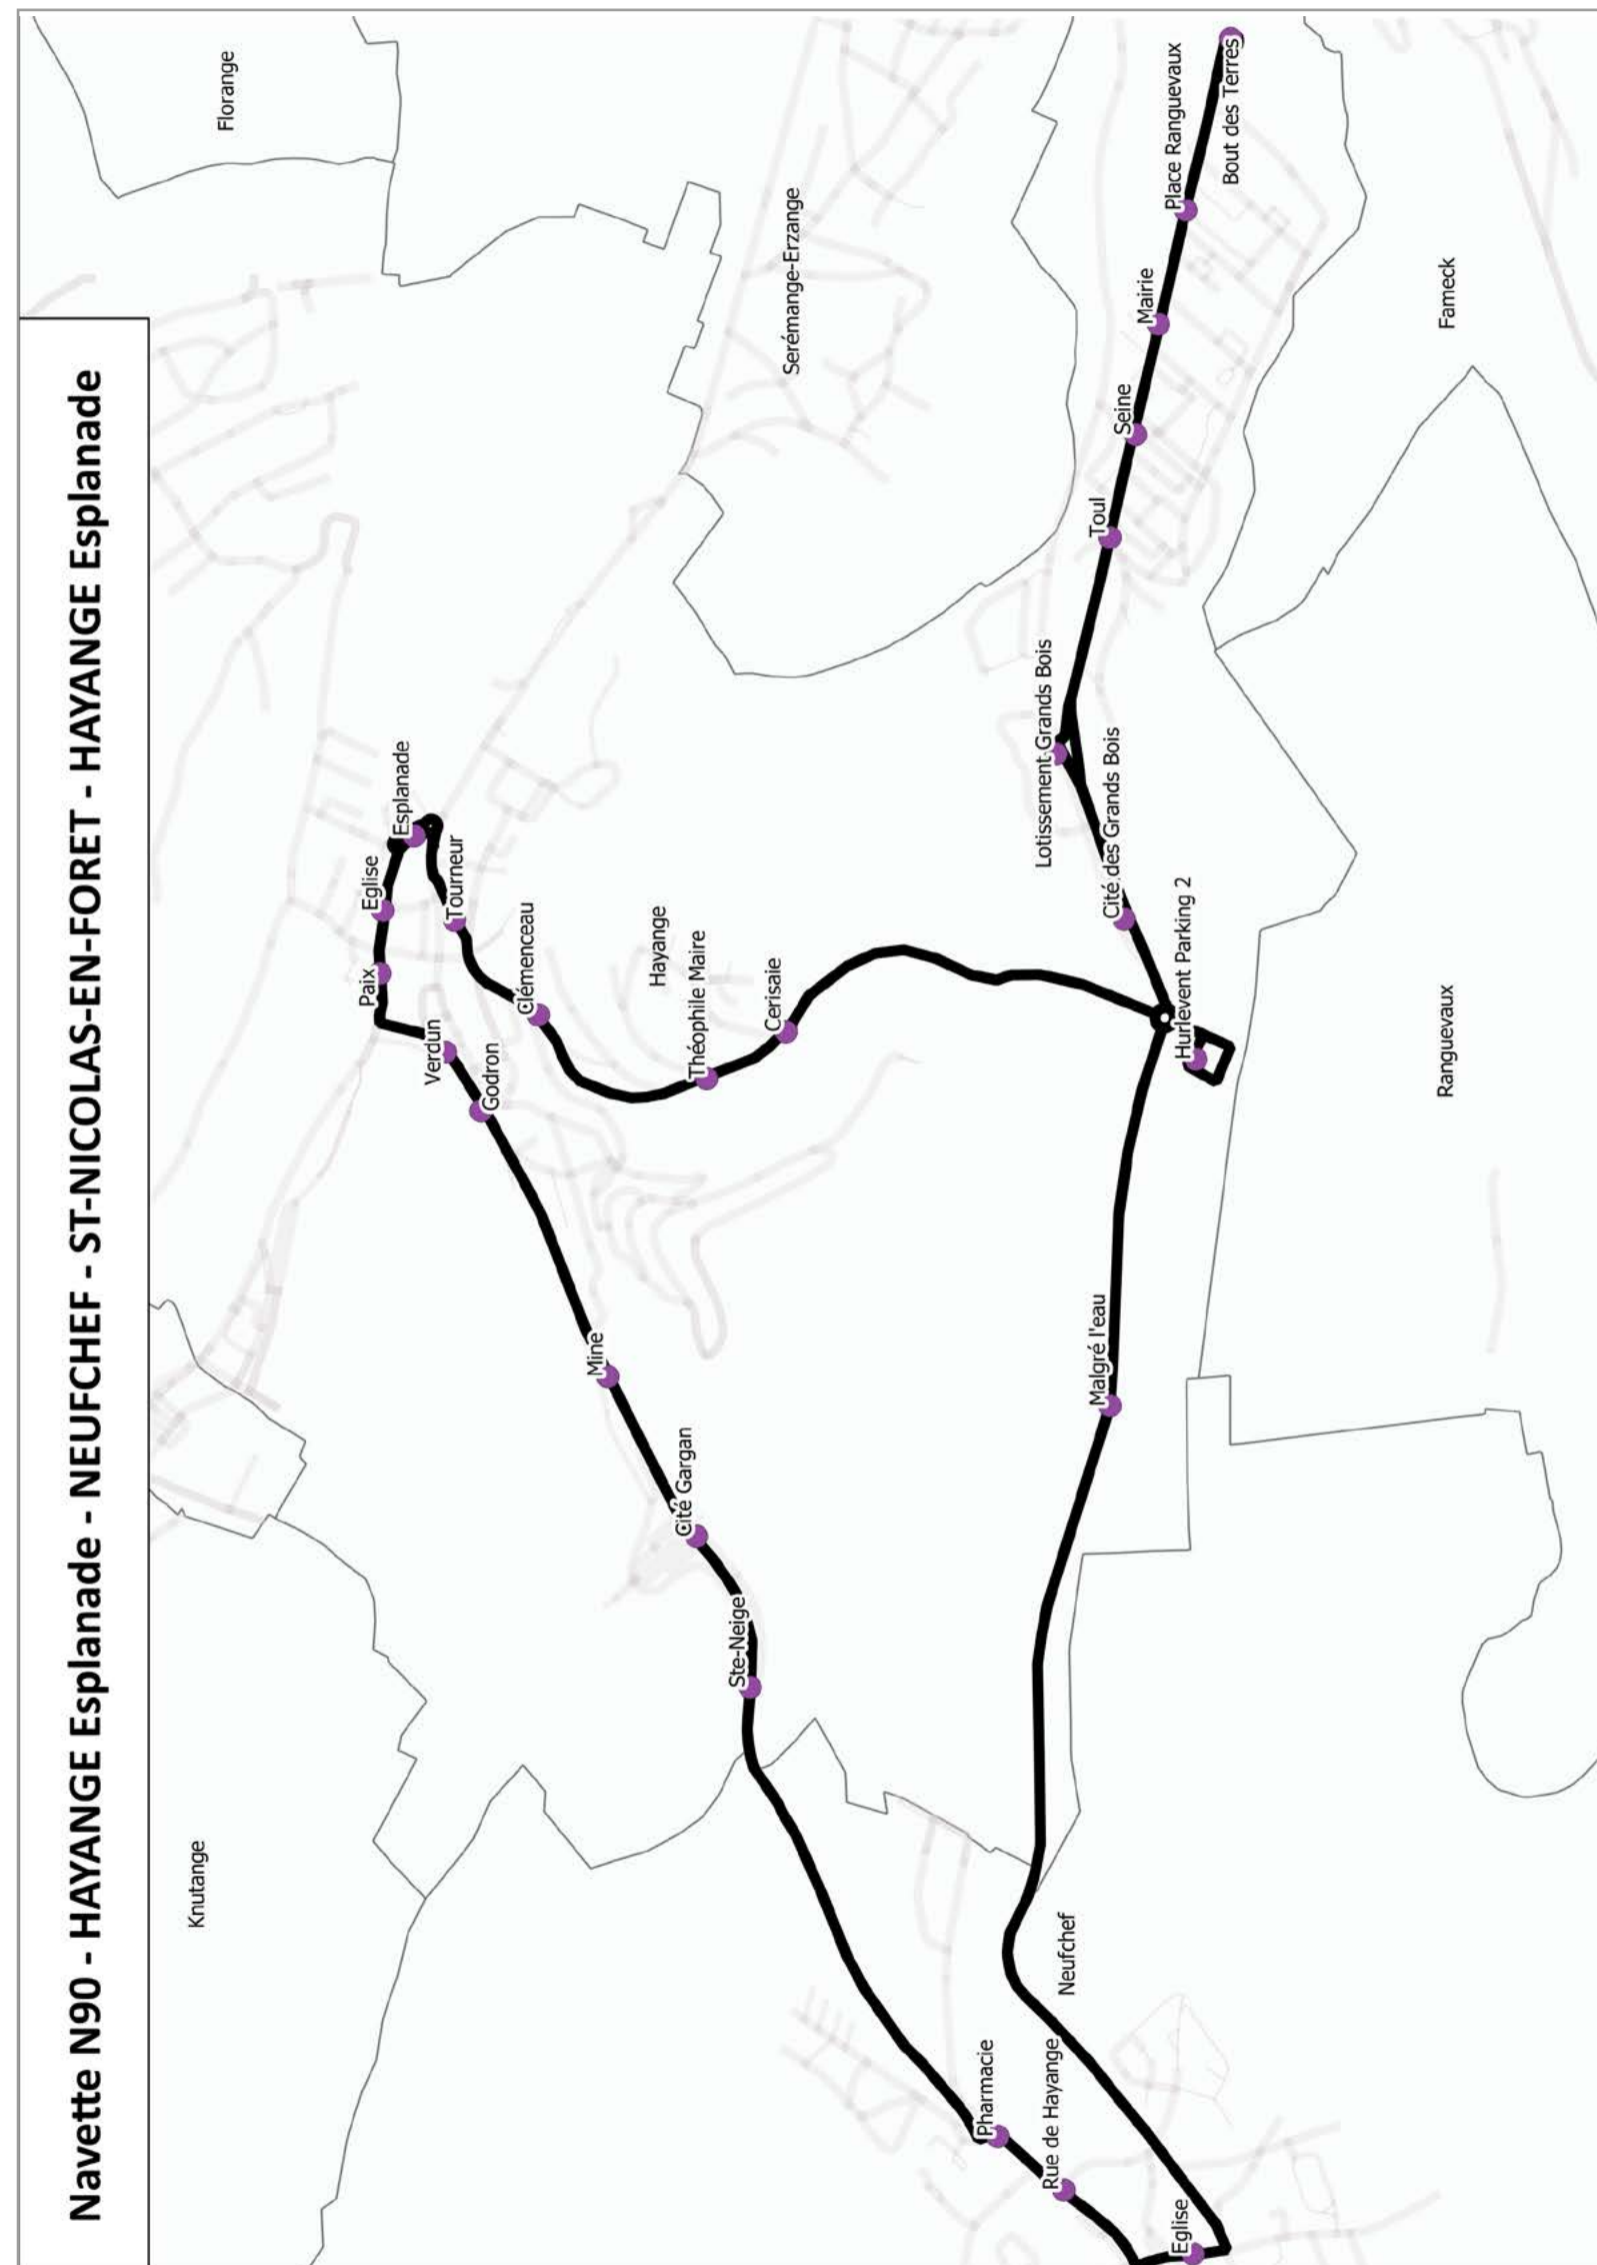 Navette N90 - HAYANGE Esplanade - NEUFCHEF - ST-NICOLAS-EN-FORET - HAYANGE Esplanade
Knutange
Florange
Paix
Eglise
Esplanade
Verdun
Tourneur
Godron
Clémenceau
Mine
Hayange
Cité Gargan
Théophile Maire
Ste-Neige
Cerisaie
Serémange-Erzange
Pharmacie
Rue de Hayange
Neufchef
Lotissement Grands Bois
Malgré l'eau
Cité des Grands Bois
Toul
Seine
Mairie
Place Ranguevaux
Eglise
Hurlevent Parking 2
Bout des Terres
Ranguevaux
Fameck